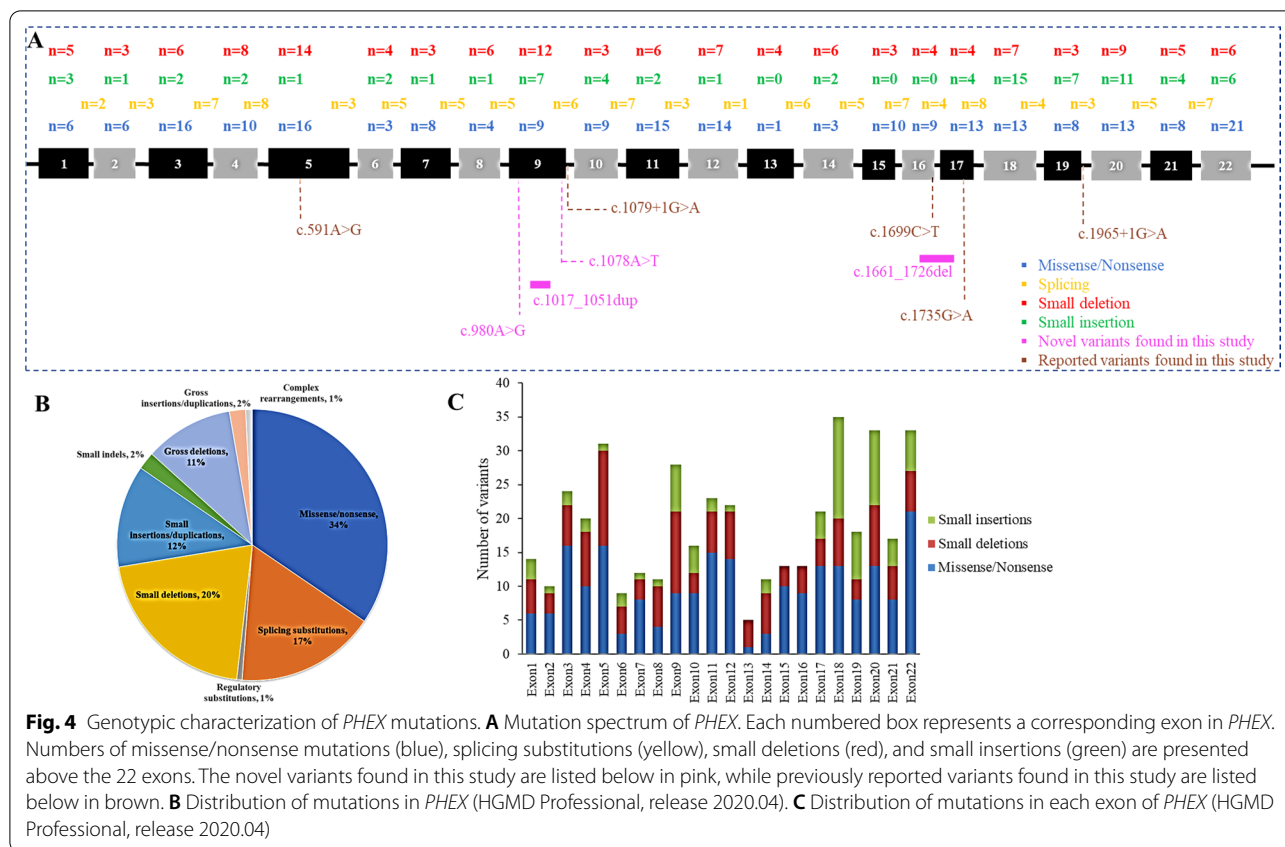 A
n=5 n=3 n=6 n=8 n=14 n=4 n=3 n=6 n=12 n=3 n=6 n=7 n=4 n=6 n=3 n=4 n=4 n=7 n=3 n=9 n=5 n=6
n=3 n=1 n=2 n=2 n=1 n=2 n=1 n=1 n=7 n=4 n=2 n=1 n=0 n=2 n=0 n=0 n=4 n=15 n=7 n=11 n=4 n=6
n=2 n=3 n=7 n=8 n=3 n=5 n=5 n=5 n=6 n=7 n=3 n=1 n=6 n=5 n=7 n=4 n=8 n=4 n=3 n=5 n=7
n=6 n=6 n=16 n=10 n=16 n=3 n=8 n=4 n=9 n=9 n=15 n=14 n=1 n=3 n=10 n=9 n=13 n=13 n=8 n=13 n=8 n=21
1 2 3 4 5 6 7 8 9 10 11 12 13 14 15 16 17 18 19 20 21 22
c.591A>G
c.1079+1G>A
c.1078A>T
c.1017_1051dup
c.980A>G
c.1699C>T
c.1661_1726del
c.1735G>A
c.1965+1G>A
Missense/Nonsense
Splicing
Small deletion
Small insertion
Novel variants found in this study
Reported variants found in this study
B
Gross
insertions/duplications, 2%
Complex
rearrangements, 1%
Small indels, 2%
Gross deletions,
11%
Missense/nonsense,
34%
Small
insertions/duplications,
12%
Small deletions, 20%
Splicing substitutions,
17%
Regulatory
substitutions, 1%
C
Number of variants
40
35
30
25
20
15
10
5
0
Exon1 Exon2 Exon3 Exon4 Exon5 Exon6 Exon7 Exon8 Exon9 Exon10 Exon11 Exon12 Exon13 Exon14 Exon15 Exon16 Exon17 Exon18 Exon19 Exon20 Exon21 Exon22
Small insertions
Small deletions
Missense/Nonsense
Fig. 4 Genotypic characterization of PHEX mutations. A Mutation spectrum of PHEX. Each numbered box represents a corresponding exon in PHEX.
Numbers of missense/nonsense mutations (blue), splicing substitutions (yellow), small deletions (red), and small insertions (green) are presented
above the 22 exons. The novel variants found in this study are listed below in pink, while previously reported variants found in this study are listed
below in brown. B Distribution of mutations in PHEX (HGMD Professional, release 2020.04). C Distribution of mutations in each exon of PHEX (HGMD
Professional, release 2020.04)